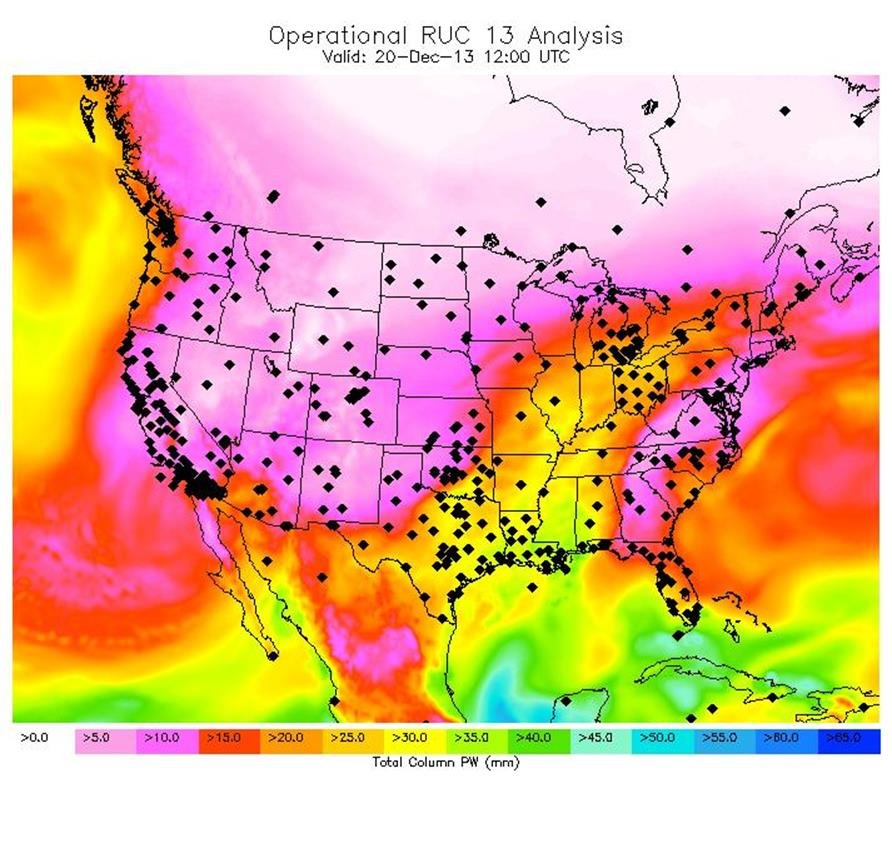 Operational RUC 13 Analysis
Valid: 20-Dec-13 12:00 UTC
>0.0 >5.0 >10.0 >15.0 >20.0 >25.0 >30.0 >35.0 >40.0 >45.0 >50.0 >55.0 >60.0 >65.0
Total Column PW (mm)